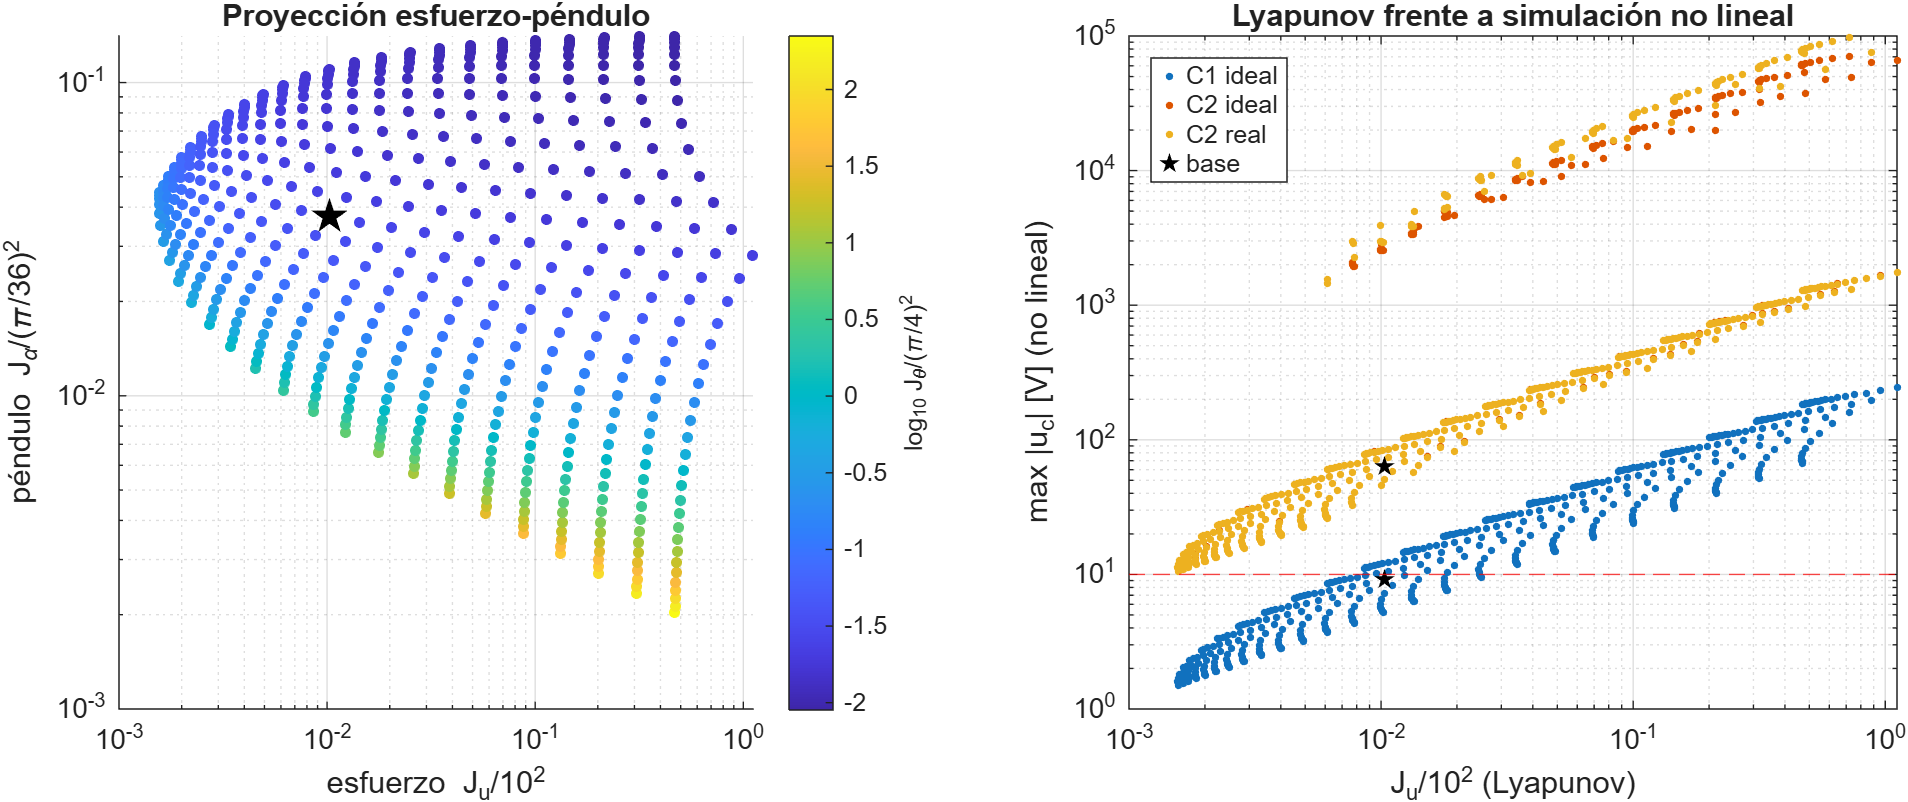 Proyección esfuerzo-péndulo
péndulo J_α/(π/36)^2
10^-1
10^-2
10^-3
10^-3
10^-2
10^-1
10^0
esfuerzo J_u/10^2
2
1.5
1
0.5
0
-0.5
-1
-1.5
-2
log_10 J_θ/(π/4)^2
Lyapunov frente a simulación no lineal
max |u_c| [V] (no lineal)
10^5
10^4
10^3
10^2
10^1
10^0
C1 ideal
C2 ideal
C2 real
base
10^-3
10^-2
10^-1
10^0
J_u/10^2 (Lyapunov)